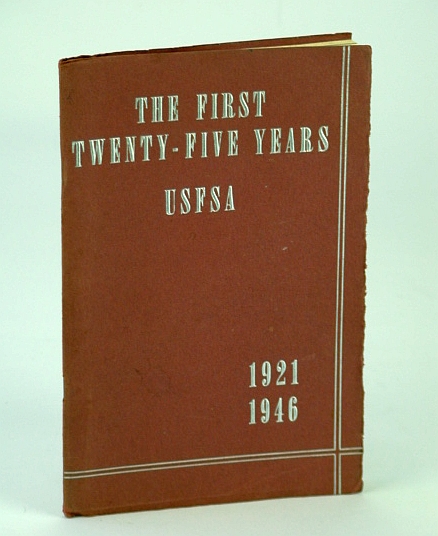 THE FIRST
TWENTY-FIVE YEARS
USFSA
1921
1946